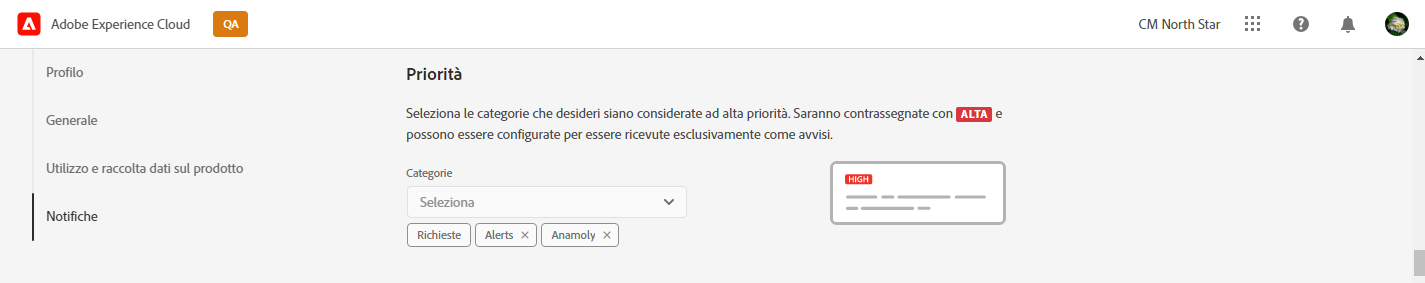 Adobe Experience Cloud
QA
CM North Star
Profilo
Generale
Utilizzo e raccolta dati sul prodotto
Notifiche
Priorità
Seleziona le categorie che desideri siano considerate ad alta priorità. Saranno contrassegnate con ALTA e
possono essere configurate per essere ricevute esclusivamente come avvisi.
Categorie
Seleziona
Richieste Alerts Anamoly
HIGH